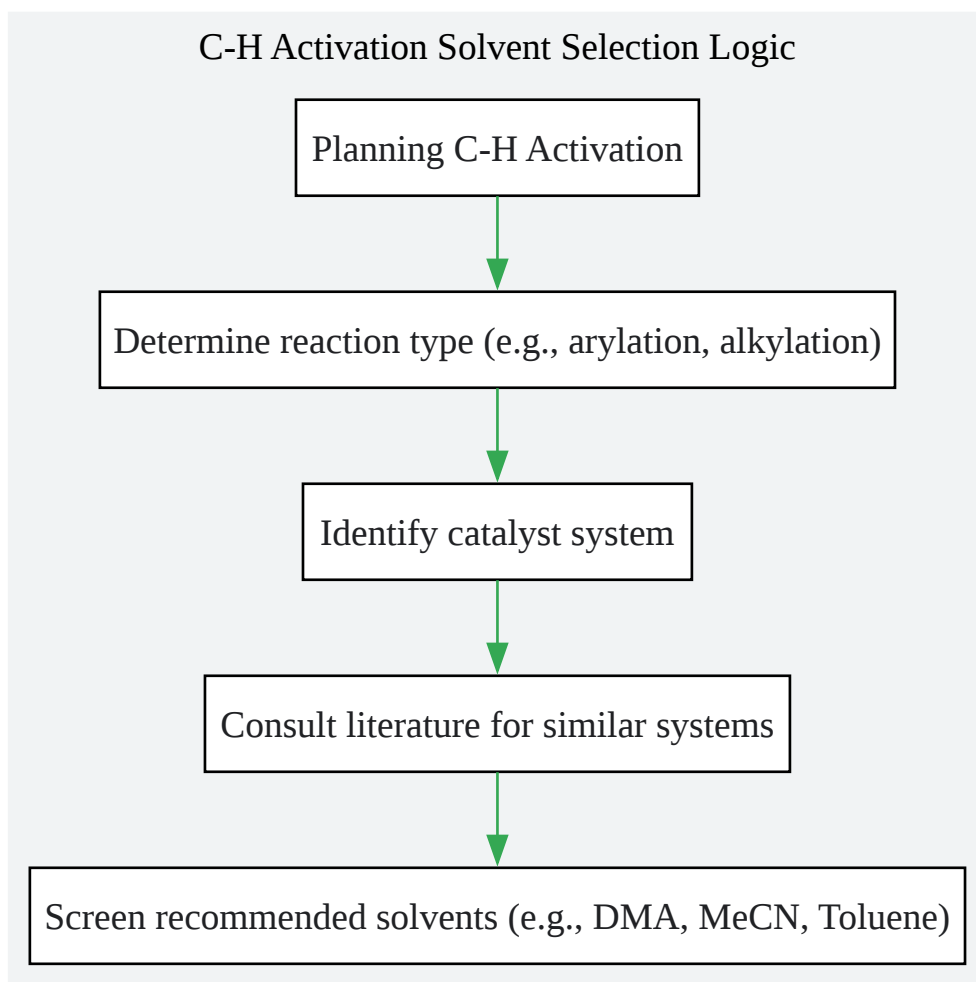 C-H Activation Solvent Selection Logic
Planning C-H Activation
Determine reaction type (e.g., arylation, alkylation)
Identify catalyst system
Consult literature for similar systems
Screen recommended solvents (e.g., DMA, MeCN, Toluene)